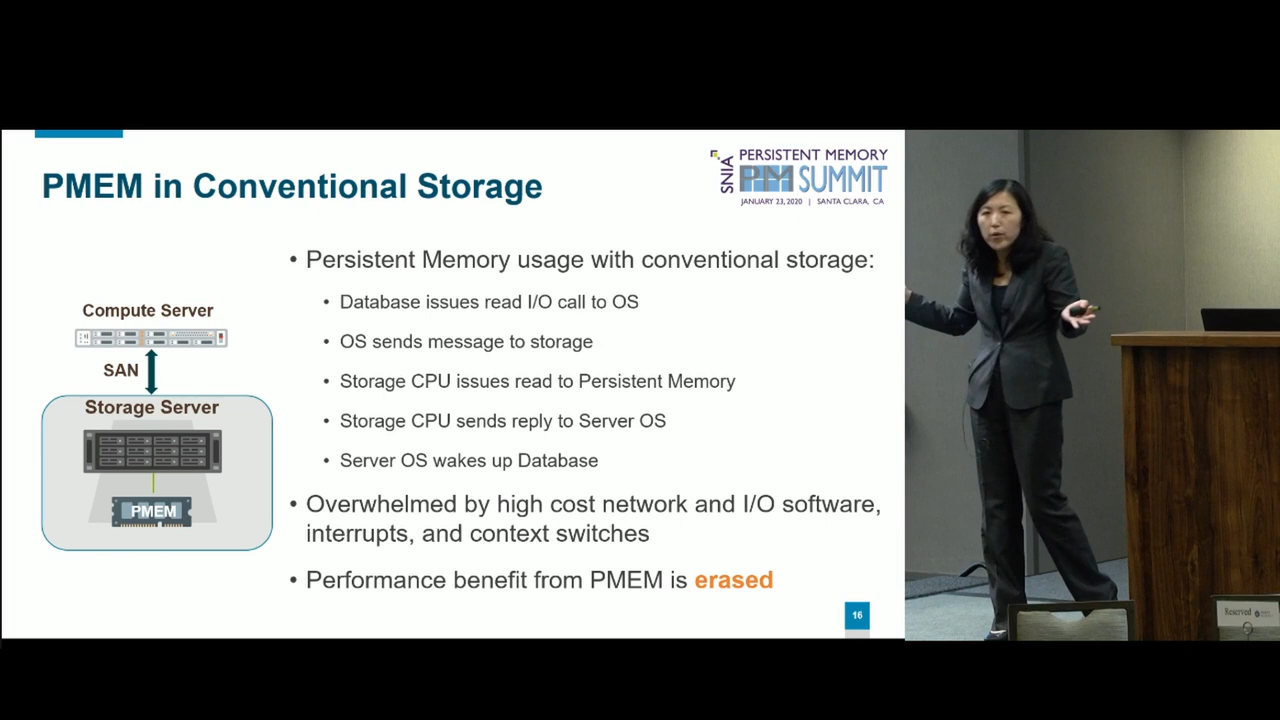 PMEM in Conventional Storage
SNIA
PERSISTENT MEMORY
PM SUMMIT
JANUARY 23, 2020 | SANTA CLARA, CA
• Persistent Memory usage with conventional storage:
• Database issues read I/O call to OS
• OS sends message to storage
• Storage CPU issues read to Persistent Memory
• Storage CPU sends reply to Server OS
• Server OS wakes up Database
• Overwhelmed by high cost network and I/O software,
interrupts, and context switches
• Performance benefit from PMEM is erased
Compute Server
SAN
Storage Server
PMEM
16
Reserved